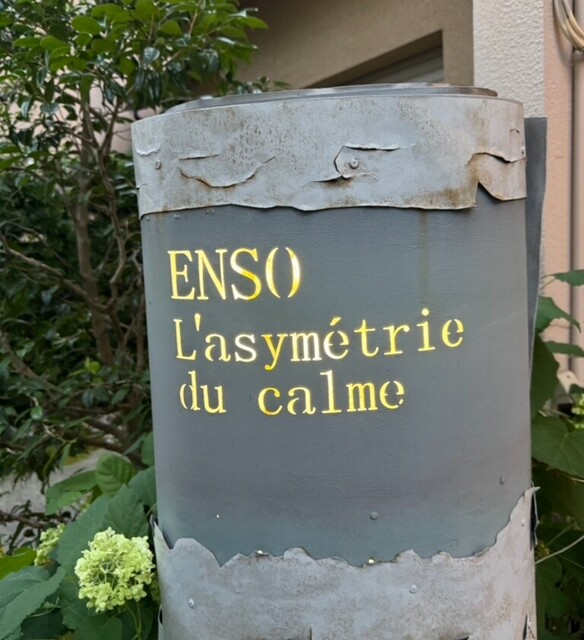 ENSO
L'asymétrie
du calme